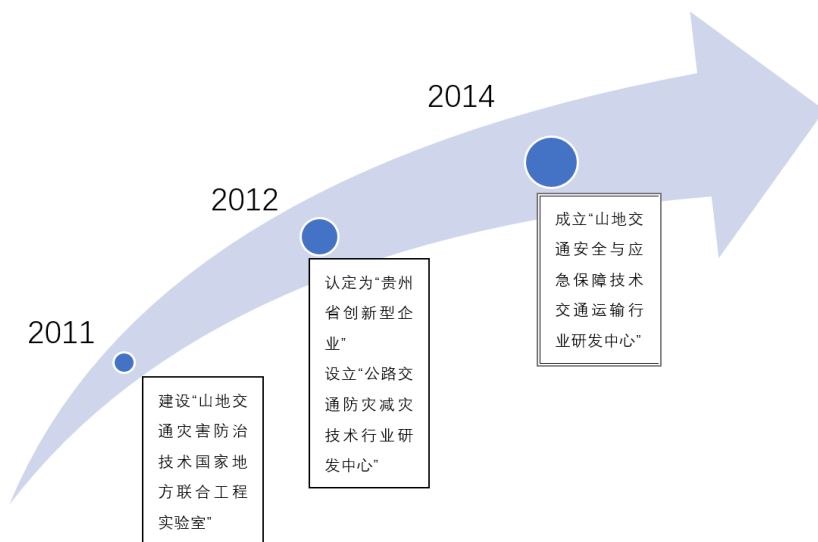 2011
建设“山地交
通灾害防治
技术国家地
方联合工程
实验室”
2012
认定为“贵州
省创新型企
业”
设立“公路交
通防灾减灾
技术行业研
发中心”
2014
成立“山地交
通安全与应
急保障技术
交通运输行
业研发中心”